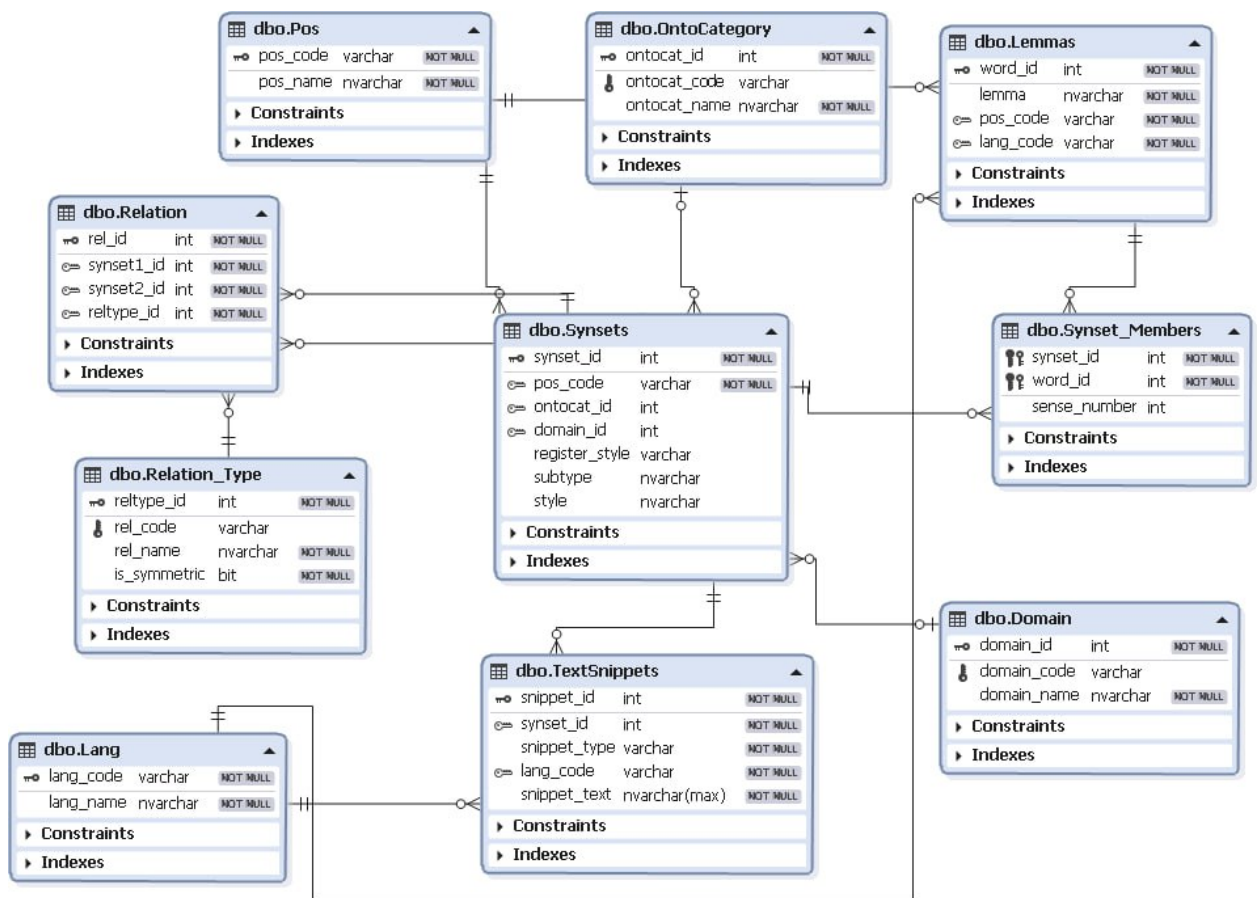 dbo.Pos
pos_code varchar NOT NULL
pos_name nvarchar NOT NULL
Constraints
Indexes
dbo.OntoCategory
ontocat_id int NOT NULL
ontocat_code varchar
ontocat_name nvarchar NOT NULL
Constraints
Indexes
dbo.Lemmas
word_id int NOT NULL
lemma nvarchar NOT NULL
pos_code varchar NOT NULL
lang_code varchar NOT NULL
Constraints
Indexes
dbo.Relation
rel_id int NOT NULL
synset1_id int NOT NULL
synset2_id int NOT NULL
reltype_id int NOT NULL
Constraints
Indexes
dbo.Synsets
synset_id int NOT NULL
pos_code varchar NOT NULL
ontocat_id int
domain_id int
register_style varchar
subtype nvarchar
style nvarchar
Constraints
Indexes
dbo.Synset_Members
synset_id int NOT NULL
word_id int NOT NULL
sense_number int
Constraints
Indexes
dbo.Relation_Type
reltype_id int NOT NULL
rel_code varchar
rel_name nvarchar NOT NULL
is_symmetric bit NOT NULL
Constraints
Indexes
dbo.Domain
domain_id int NOT NULL
domain_code varchar
domain_name nvarchar NOT NULL
Constraints
Indexes
dbo.TextSnippets
snippet_id int NOT NULL
synset_id int NOT NULL
snippet_type varchar NOT NULL
lang_code varchar NOT NULL
snippet_text nvarchar(max) NOT NULL
Constraints
Indexes
dbo.Lang
lang_code varchar NOT NULL
lang_name nvarchar NOT NULL
Constraints
Indexes